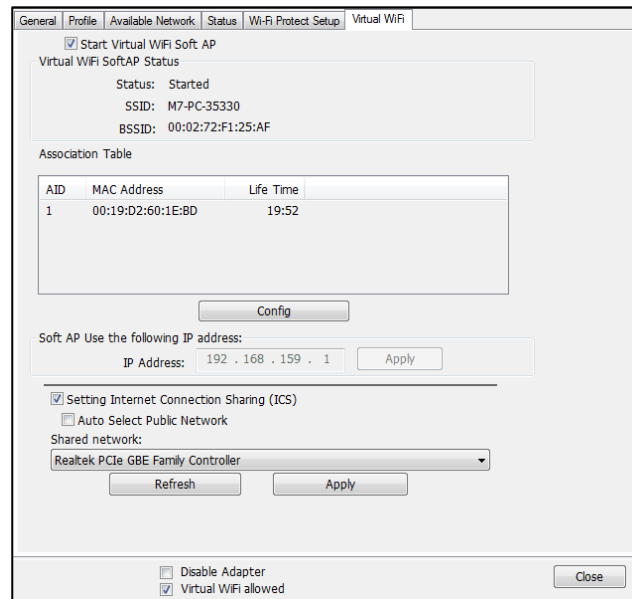 General Profile Available Network Status Wi-Fi Protect Setup Virtual WiFi
Start Virtual WiFi Soft AP
Virtual WiFi SoftAP Status
Status: Started
SSID: M7-PC-35330
BSSID: 00:02:72:F1:25:AF
Association Table
AID MAC Address Life Time
1 00:19:D2:60:1E:BD 19:52
Config
Soft AP Use the following IP address:
IP Address: 192 . 168 . 159 . 1 Apply
Setting Internet Connection Sharing (ICS)
Auto Select Public Network
Shared network:
Realtek PCIe GBE Family Controller
Refresh Apply
Disable Adapter
Virtual WiFi allowed
Close